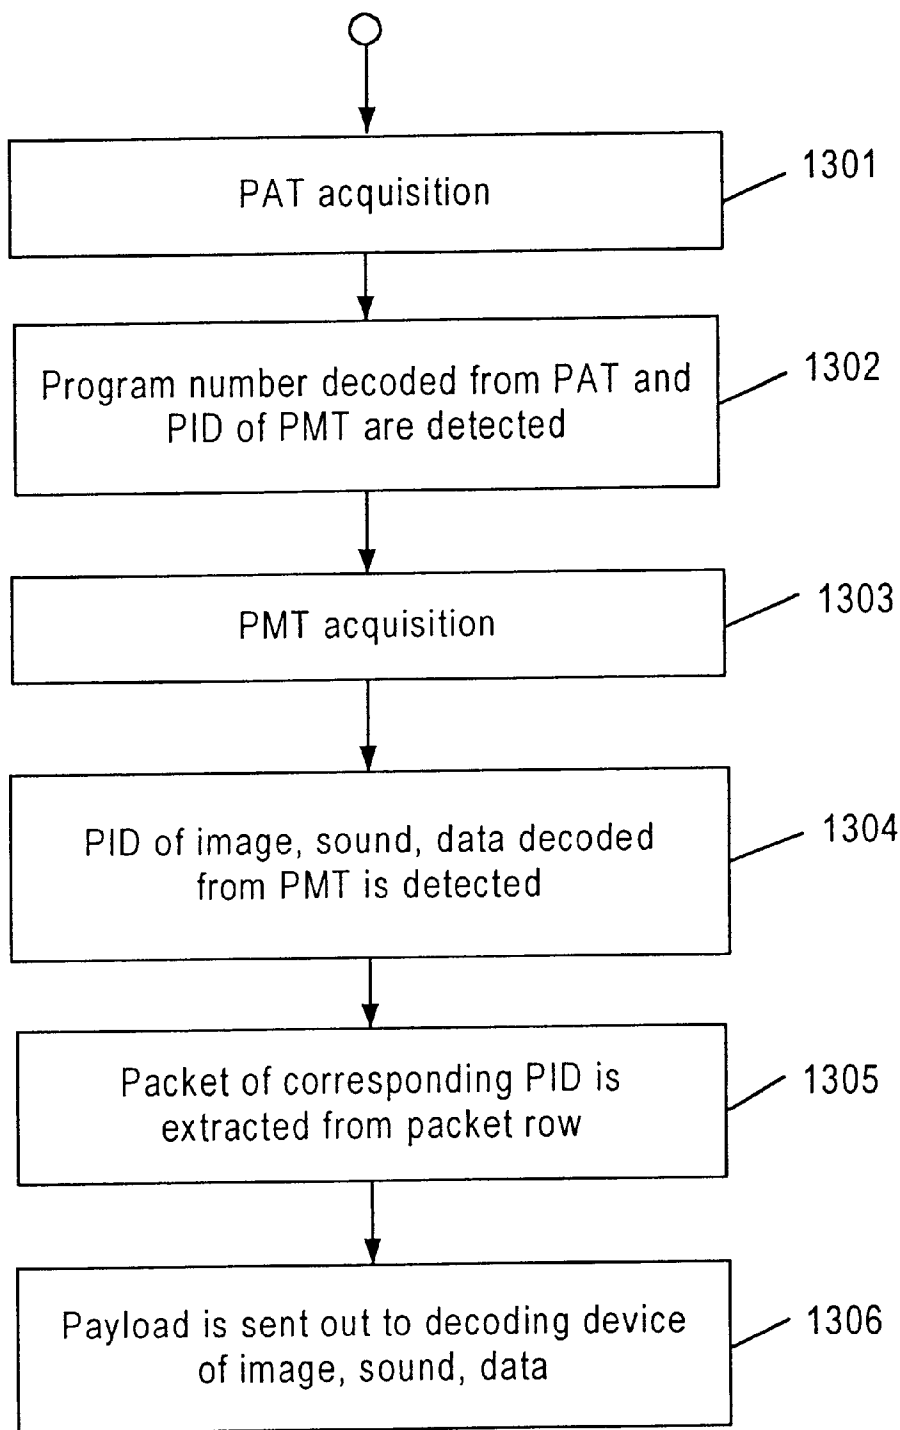 PAT acquisition
1301
Program number decoded from PAT and
PID of PMT are detected
1302
PMT acquisition
1303
PID of image, sound, data decoded
from PMT is detected
1304
Packet of corresponding PID is
extracted from packet row
1305
Payload is sent out to decoding device
of image, sound, data
1306